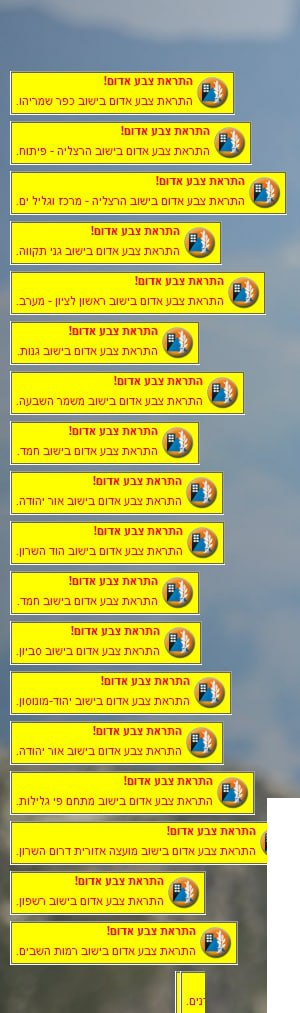 התראת צבע אדום!
התראת צבע אדום בישוב כפר שמריהו.
התראת צבע אדום!
התראת צבע אדום בישוב הרצליה - פיתוח.
התראת צבע אדום!
התראת צבע אדום בישוב הרצליה - מרכז וגליל ים.
התראת צבע אדום!
התראת צבע אדום בישוב גני תקווה.
התראת צבע אדום!
התראת צבע אדום בישוב ראשון לציון - מערב.
התראת צבע אדום!
התראת צבע אדום בישוב גנות.
התראת צבע אדום!
התראת צבע אדום בישוב משמר השבעה.
התראת צבע אדום!
התראת צבע אדום בישוב חמד.
התראת צבע אדום!
התראת צבע אדום בישוב אור יהודה.
התראת צבע אדום!
התראת צבע אדום בישוב הוד השרון.
התראת צבע אדום!
התראת צבע אדום בישוב חמד.
התראת צבע אדום!
התראת צבע אדום בישוב סביון.
התראת צבע אדום!
התראת צבע אדום בישוב יהוד-מונוסון.
התראת צבע אדום!
התראת צבע אדום בישוב אור יהודה.
התראת צבע אדום!
התראת צבע אדום בישוב מתחם פי גלילות.
התראת צבע אדום!
התראת צבע אדום בישוב מועצה אזורית דרום השרון.
התראת צבע אדום!
התראת צבע אדום בישוב רשפון.
התראת צבע אדום!
התראת צבע אדום בישוב רמות השבים.